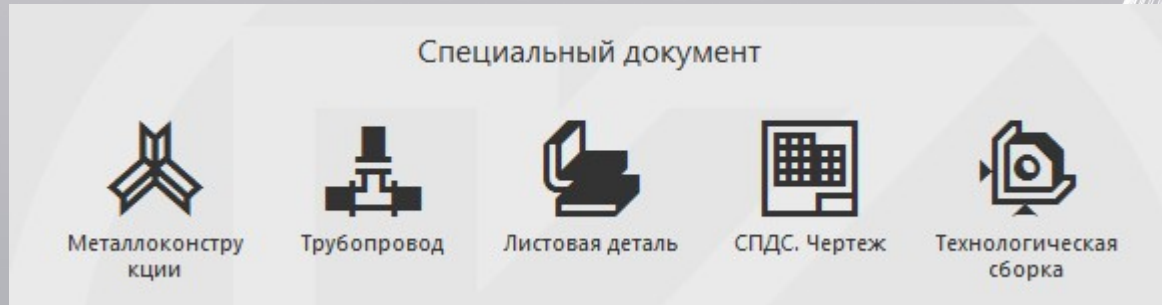 Специальный документ
Металлоконстру
кции
Трубопровод
Листовая деталь
СПДС. Чертеж
Технологическая
сборка